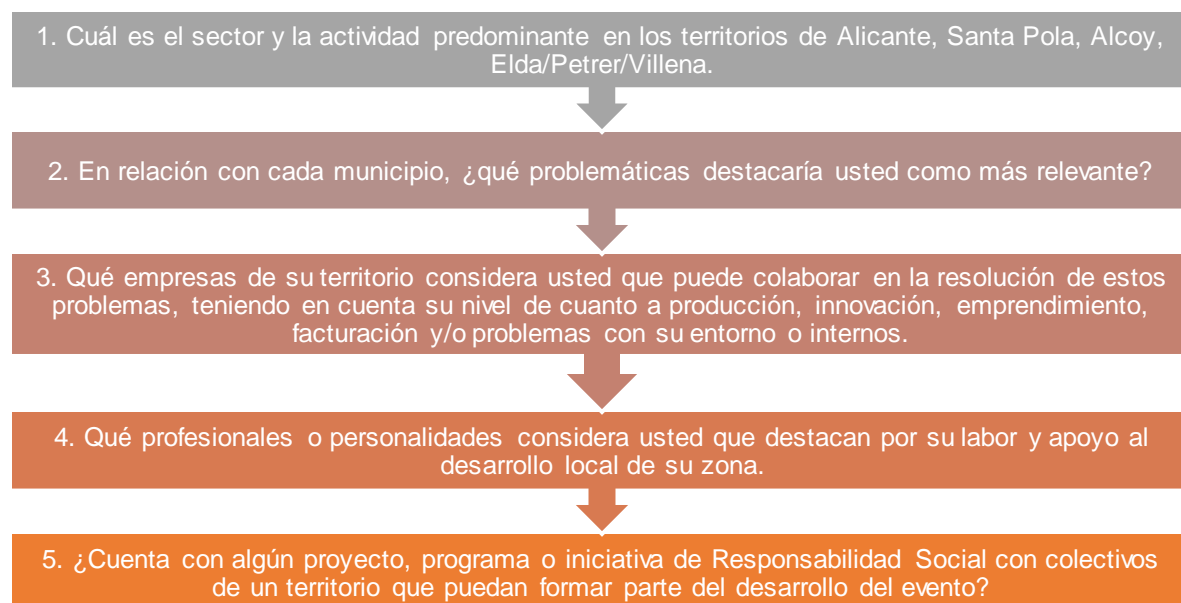 1. Cuál es el sector y la actividad predominante en los territorios de Alicante, Santa Pola, Alcoy,
Elda/Petrer/Villena.
2. En relación con cada municipio, ¿qué problemáticas destacaría usted como más relevante?
3. Qué empresas de su territorio considera usted que puede colaborar en la resolución de estos
problemas, teniendo en cuenta su nivel de cuanto a producción, innovación, emprendimiento,
facturación y/o problemas con su entorno o internos.
4. Qué profesionales o personalidades considera usted que destacan por su labor y apoyo al
desarrollo local de su zona.
5. ¿Cuenta con algún proyecto, programa o iniciativa de Responsabilidad Social con colectivos
de un territorio que puedan formar parte del desarrollo del evento?